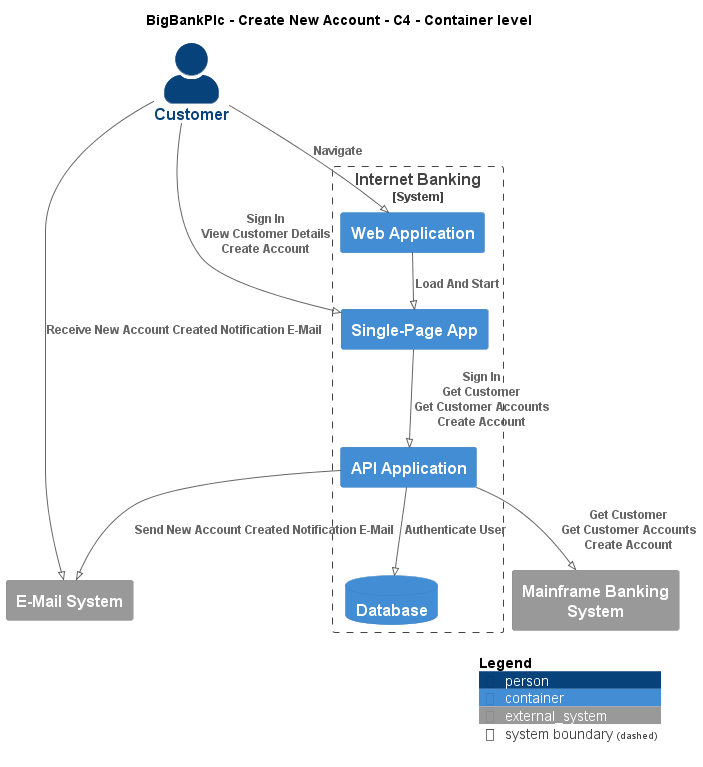 BigBankPlc - Create New Account - C4 - Container level
Customer
Navigate
Internet Banking
[System]
Sign In
View Customer Details
Create Account
Web Application
Load And Start
Receive New Account Created Notification E-Mail
Single-Page App
Sign In
Get Customer
Get Customer Accounts
Create Account
API Application
Send New Account Created Notification E-Mail
Authenticate User
Get Customer
Get Customer Accounts
Create Account
E-Mail System
Database
Mainframe Banking
System
Legend
person
container
external_system
system boundary (dashed)